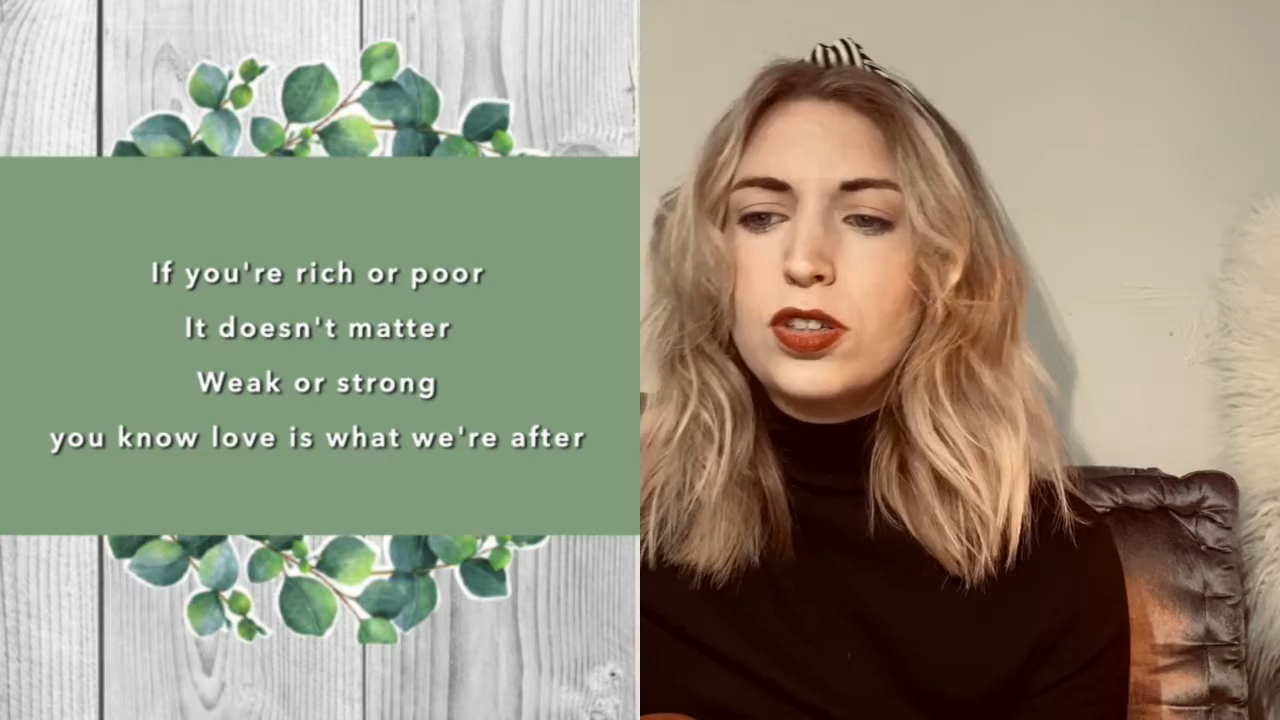 If you're rich or poor
It doesn't matter
Weak or strong
you know love is what we're after